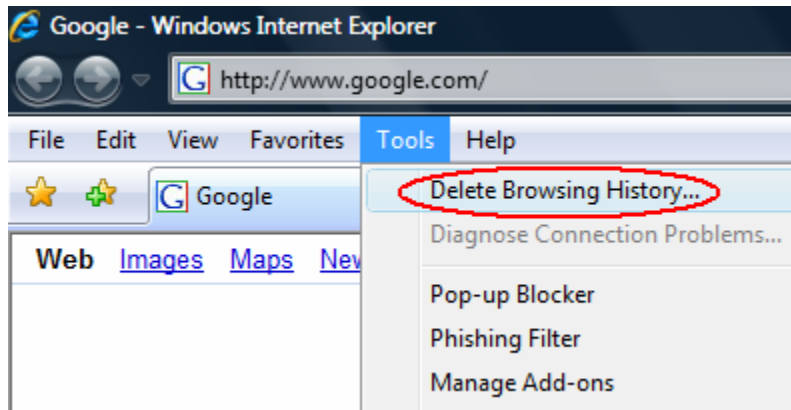 Google - Windows Internet Explorer
http://www.google.com/
File Edit View Favorites Tools Help
Google
Delete Browsing History...
Diagnose Connection Problems...
Web Images Maps
Pop-up Blocker
Phishing Filter
Manage Add-ons